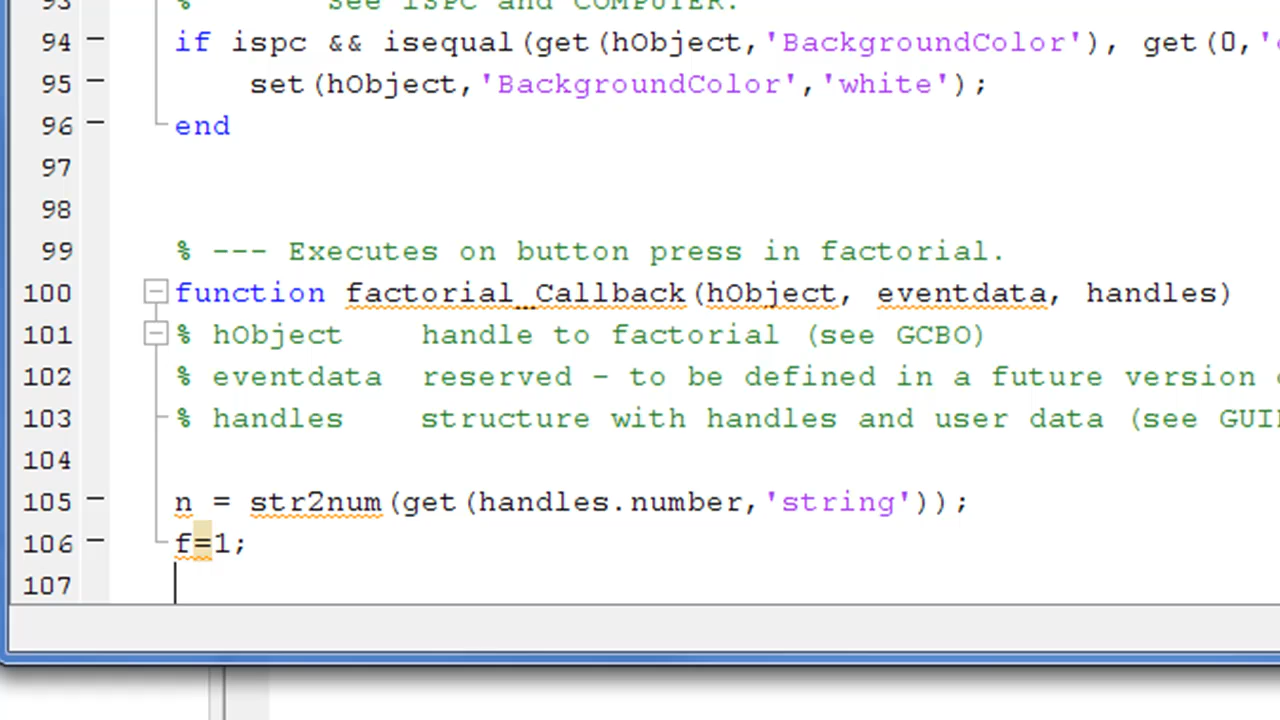 93 % See ISPC and COMPUTER.
94 if ispc && isequal(get(hObject,'BackgroundColor'), get(0,'
95 set(hObject,'BackgroundColor','white');
96 end
97
98
99 % --- Executes on button press in factorial.
100 function factorial_Callback(hObject, eventdata, handles)
101 % hObject    handle to factorial (see GCBO)
102 % eventdata  reserved - to be defined in a future version
103 % handles    structure with handles and user data (see
104
105 n = str2num(get(handles.number,'string'));
106 f=1;
107